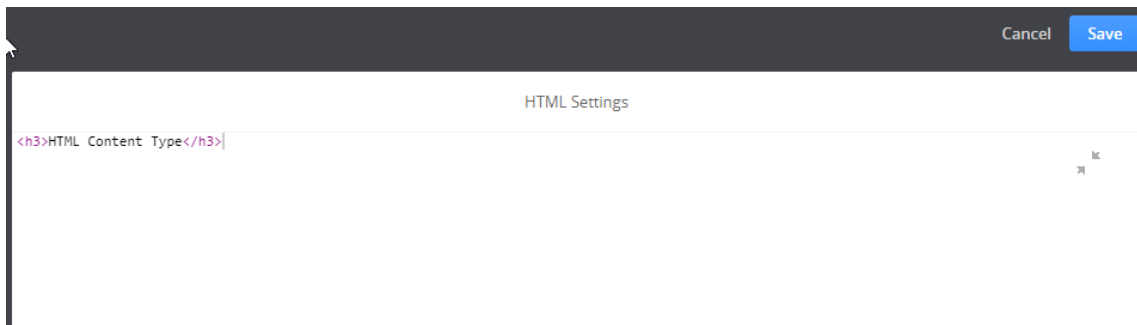 Cancel Save
HTML Settings
<h3>HTML Content Type</h3>